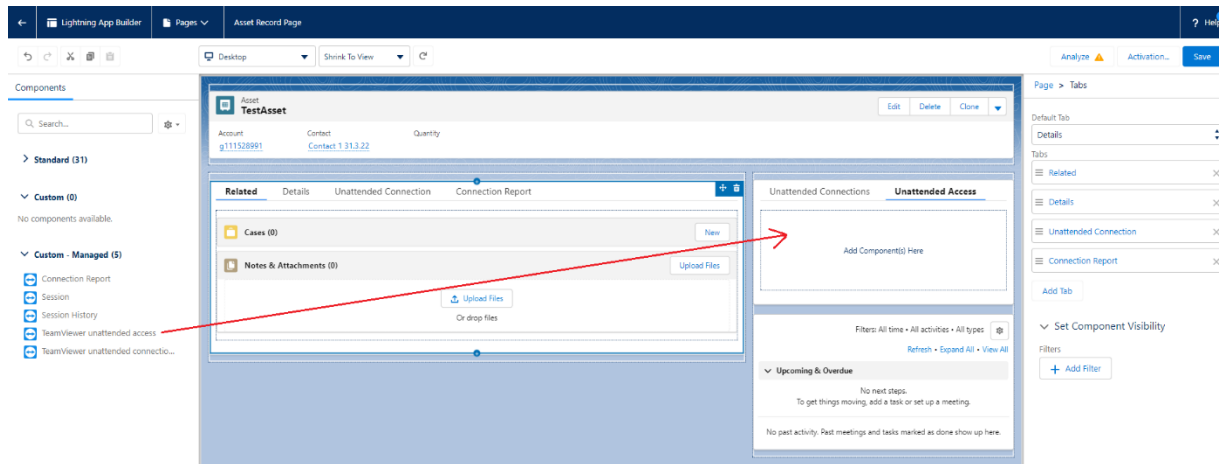 Lightning App Builder
Pages
Asset Record Page
? Help
Desktop
Shrink To View
Analyze
Activation...
Save
Components
Search...
Standard (31)
Custom (0)
No components available.
Custom - Managed (5)
Connection Report
Session
Session History
TeamViewer unattended access
TeamViewer unattended connectio...
Asset
TestAsset
Edit
Delete
Clone
Account
Contact
Quantity
g111528991
Contact 1 31.3.22
Related
Details
Unattended Connection
Connection Report
Cases (0)
New
Notes & Attachments (0)
Upload Files
Upload Files
Or drop files
Unattended Connections
Unattended Access
Add Component(s) Here
Filters: All time • All activities • All types
Refresh • Expand All • View All
Upcoming & Overdue
No next steps.
To get things moving, add a task or set up a meeting.
No past activity. Past meetings and tasks marked as done show up here.
Page > Tabs
Default Tab
Details
Tabs
Related
Details
Unattended Connection
Connection Report
Add Tab
Set Component Visibility
Filters
+ Add Filter